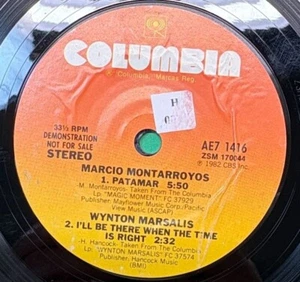 COLUMBIA
® "Columbia" Marcas Reg.
33⅓ RPM
DEMONSTRATION
NOT FOR SALE
STEREO
H
AE7 1416
ZSM 170044
℗ 1982 CBS Inc.
MARCIO MONTARROYOS
1. PATAMAR 5:50
M. Montarroyos- Taken From The Columbia
Lp. "MAGIC MOMENT" FC 37929
Publisher: Mayflower Music Corp/Pacific
View Music (ASCAP)
WYNTON MARSALIS
2. I'LL BE THERE WHEN THE TIME
IS RIGHT 2:32
H. Hancock- Taken From The Columbia
Lp. "WYNTON MARSALIS" FC 37574
Publisher: Hancock Music
(BMI)